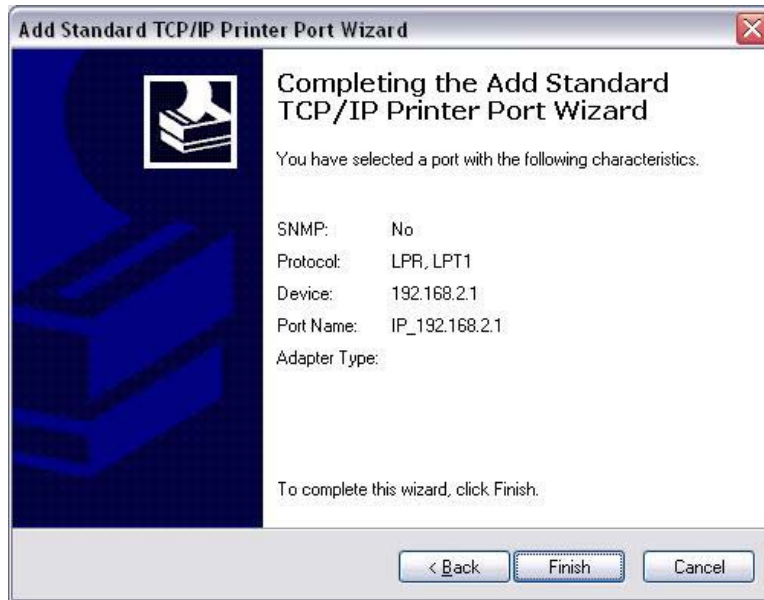 Add Standard TCP/IP Printer Port Wizard
Completing the Add Standard
TCP/IP Printer Port Wizard
You have selected a port with the following characteristics.
SNMP: No
Protocol: LPR, LPT1
Device: 192.168.2.1
Port Name: IP_192.168.2.1
Adapter Type:
To complete this wizard, click Finish.
< Back Finish Cancel